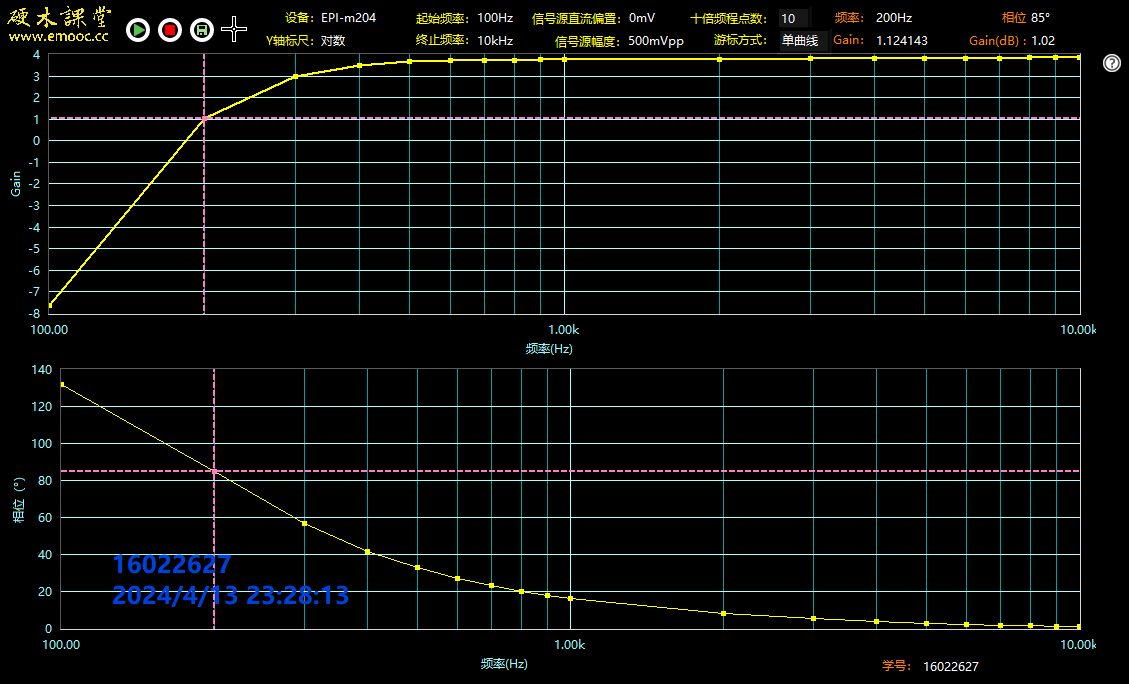 硬木課堂
www.emooc.cc
设备： EPI-m204 起始频率： 100Hz 信号源直流偏置： 0mV 十倍频程点数： 10 频率： 200Hz 相位 85°
Y轴标尺： 对数 终止频率： 10kHz 信号源幅度： 500mVpp 游标方式： 单曲线 Gain： 1.124143 Gain(dB)： 1.02
?
4
3
2
1
0
-1
-2
-3
-4
-5
-6
-7
-8
Gain
100.00 1.00k 10.00k
频率(Hz)
140
120
100
80
60
40
20
0
相位（°）
16022627
2024/4/13 23:28:13
100.00 1.00k 10.00k
频率(Hz)
学号： 16022627